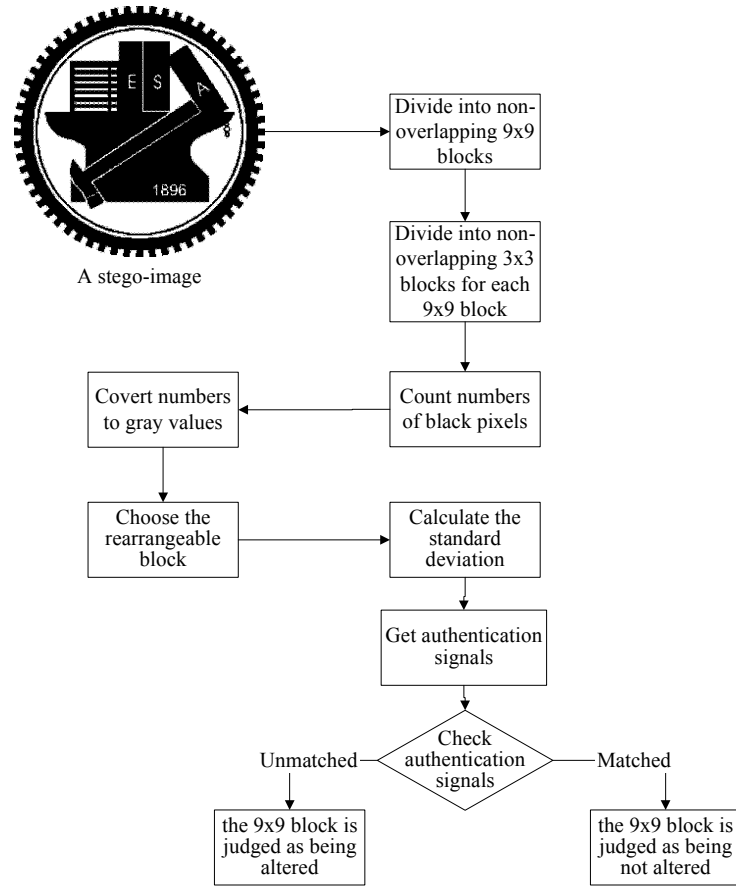 E S A
1896
A stego-image
Divide into non-
overlapping 9x9
blocks
Divide into non-
overlapping 3x3
blocks for each
9x9 block
Count numbers
of black pixels
Covert numbers
to gray values
Choose the
rearrangeable
block
Calculate the
standard
deviation
Get authentication
signals
Check
authentication
signals
Unmatched
Matched
the 9x9 block is
judged as being
altered
the 9x9 block is
judged as being
not altered